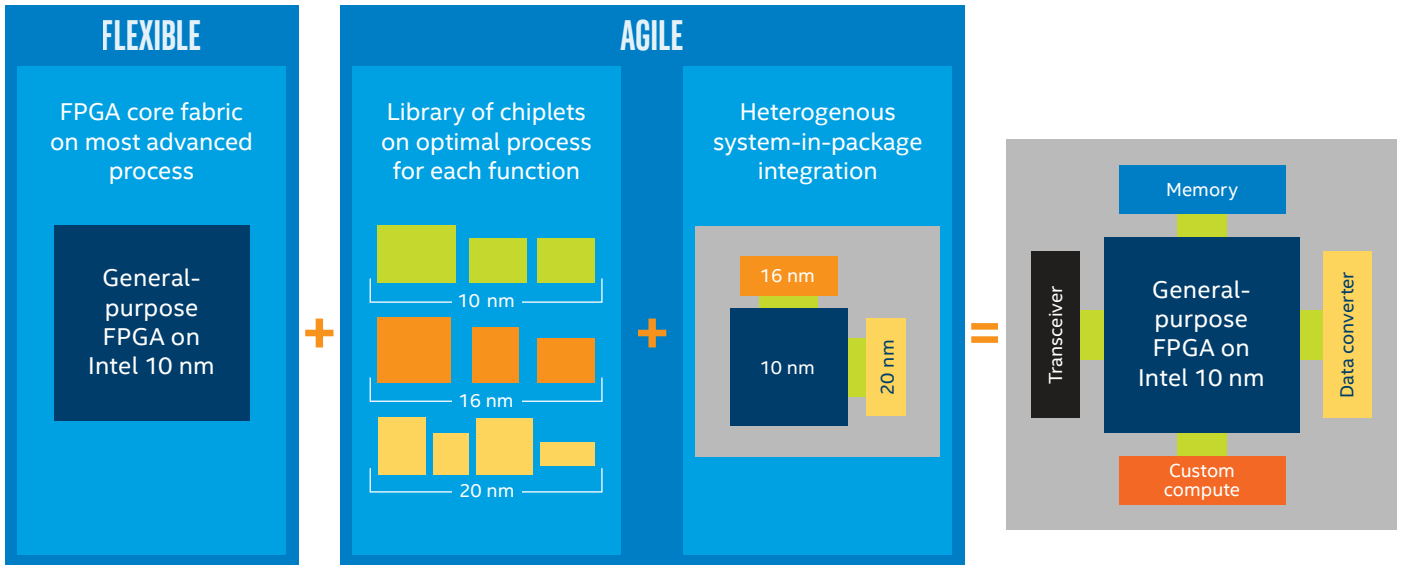 FLEXIBLE
FPGA core fabric
on most advanced
process
General-
purpose
FPGA on
Intel 10 nm
+
AGILE
Library of chiplets
on optimal process
for each function
10 nm
16 nm
20 nm
+
Heterogenous
system-in-package
integration
16 nm
10 nm
20 nm
=
Memory
Transceiver
General-
purpose
FPGA on
Intel 10 nm
Data converter
Custom
compute